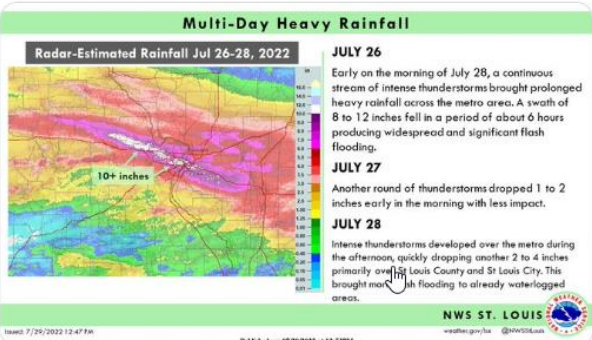 Multi-Day Heavy Rainfall
Radar-Estimated Rainfall Jul 26-28, 2022
10+ inches
JULY 26
Early on the morning of July 28, a continuous
stream of intense thunderstorms brought prolonged
heavy rainfall across the metro area. A swath of
8 to 12 inches fell in a period of about 6 hours
producing widespread and significant flash
flooding.
JULY 27
Another round of thunderstorms dropped 1 to 2
inches early in the morning with less impact.
JULY 28
Intense thunderstorms developed over the metro during
the afternoon, quickly dropping another 2 to 4 inches
primarily over St Louis County and St Louis City. This
brought flooding to already waterlogged
areas.
NWS ST. LOUIS
Issued: 7/29/2022 12:47 PM
weather.gov/lsx @NWSStLouis